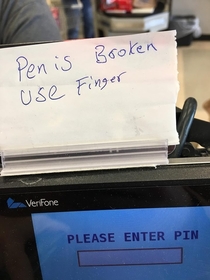 Pen is Broken
Use Finger
VeriFone
PLEASE ENTER PIN